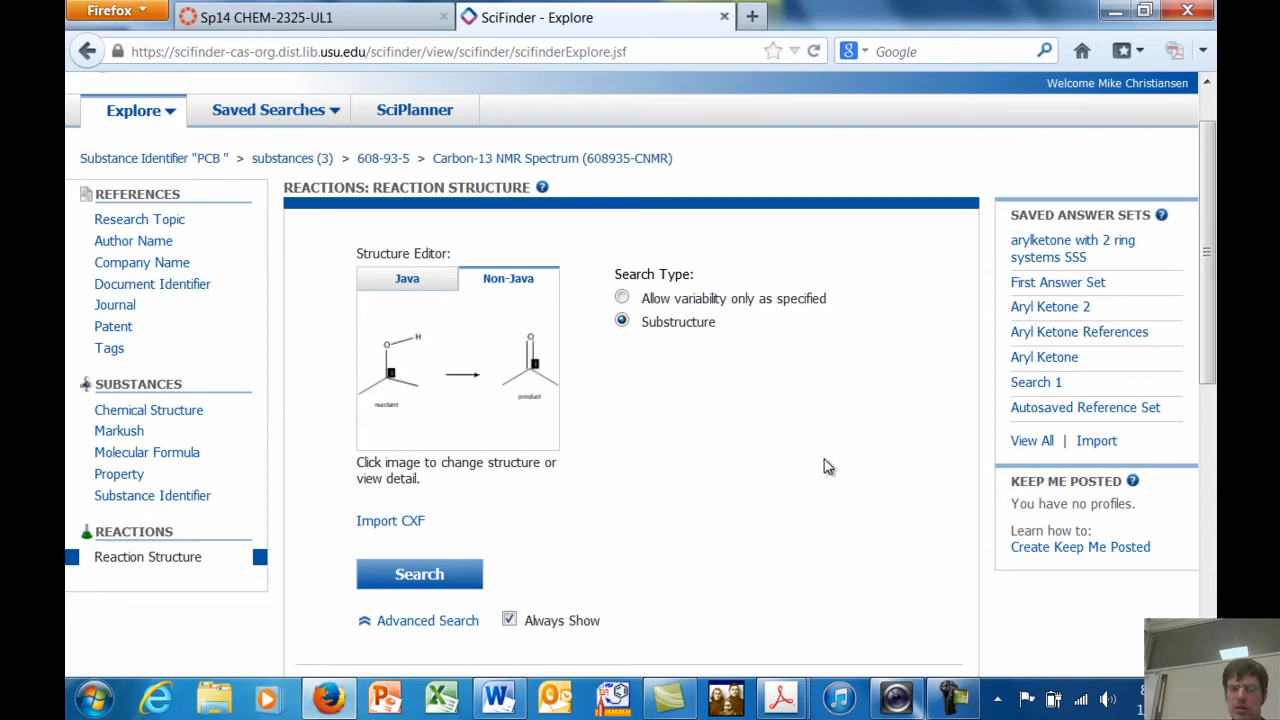 Firefox
Sp14 CHEM-2325-UL1
SciFinder - Explore
https://scifinder-cas-org.dist.lib.usu.edu/scifinder/view/scifinder/scifinderExplore.jsf
Google
Welcome Mike Christiansen
Explore
Saved Searches
SciPlanner
Substance Identifier "PCB " > substances (3) > 608-93-5 > Carbon-13 NMR Spectrum (608935-CNMR)
REFERENCES
Research Topic
Author Name
Company Name
Document Identifier
Journal
Patent
Tags
SUBSTANCES
Chemical Structure
Markush
Molecular Formula
Property
Substance Identifier
REACTIONS
Reaction Structure
REACTIONS: REACTION STRUCTURE
Structure Editor:
Java
Non-Java
O H
O
reactant
product
Click image to change structure or
view detail.
Import CXF
Search
Advanced Search
Always Show
Search Type:
Allow variability only as specified
Substructure
SAVED ANSWER SETS
arylketone with 2 ring
systems SSS
First Answer Set
Aryl Ketone 2
Aryl Ketone References
Aryl Ketone
Search 1
Autosaved Reference Set
View All | Import
KEEP ME POSTED
You have no profiles.
Learn how to:
Create Keep Me Posted